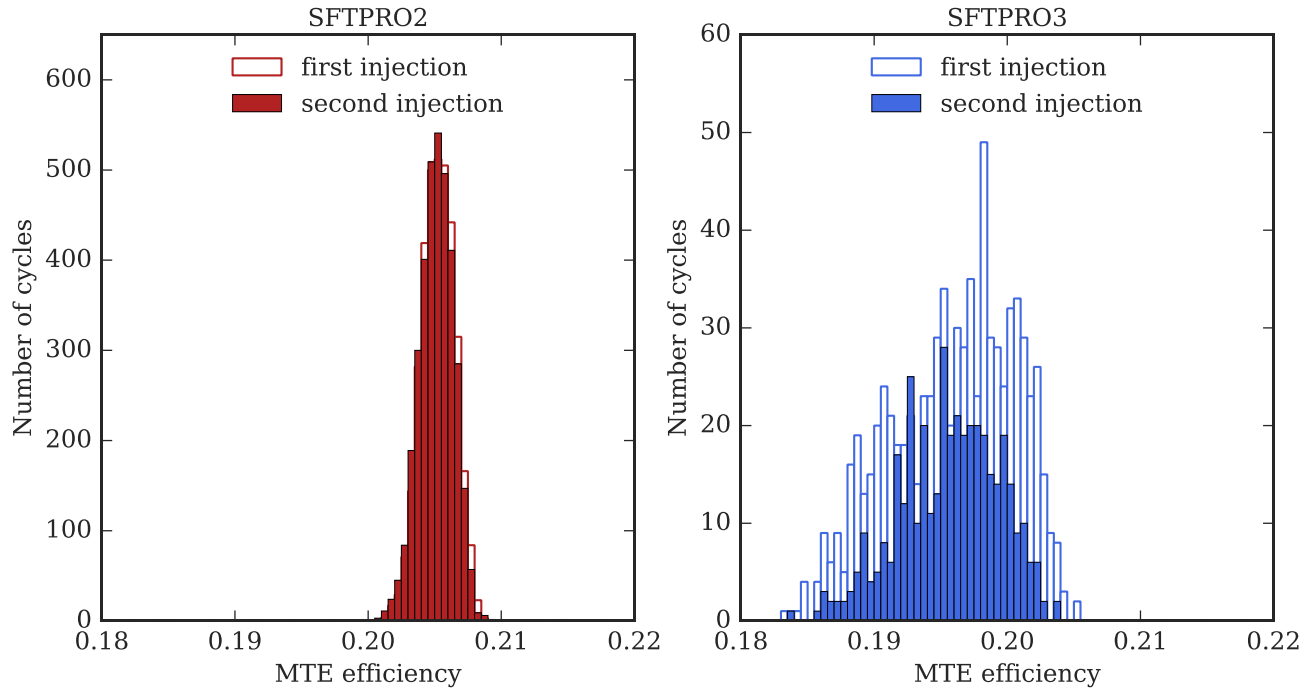 SFTPRO2
first injection
second injection
Number of cycles
600
500
400
300
200
100
0
0.18
0.19
0.20
0.21
0.22
MTE efficiency
SFTPRO3
first injection
second injection
Number of cycles
60
50
40
30
20
10
0
0.18
0.19
0.20
0.21
0.22
MTE efficiency